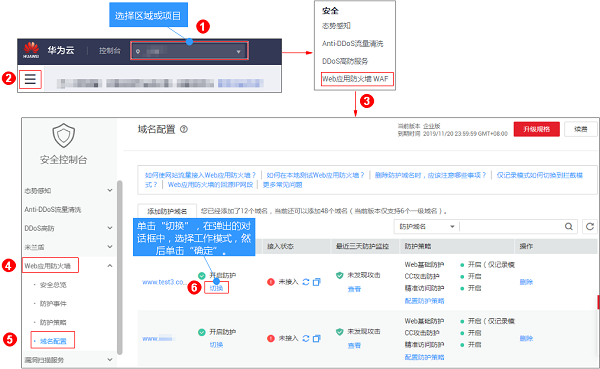 选择区域或项目
1
HUAWEI
华为云
控制台
2
安全
态势感知
Anti-DDoS流量清洗
DDoS高防服务
Web应用防火墙 WAF
3
安全控制台
态势感知
Anti-DDoS流量清洗
DDoS高防
米兰版
4
Web应用防火墙
安全总览
防护事件
防护策略
5
域名配置
漏洞扫描服务
域名配置
当前版本 企业版
到期时间 2019/11/20 23:59:59 GMT+08:00
升级规格
续费
如何使网站流量接入Web应用防火墙？ | 如何在本地测试Web应用防火墙？ | 删除防护域名时，应该注意哪些事项？ | 仅记录模式如何切换到拦截模式？ | Web应用防火墙的回源IP网段 | 更多常见问题
添加防护域名
您已经添加了12个域名，当前还可以添加48个域名（当前版本仅支持6个一级域名）。
防护域名
单击“切换”，在弹出的对话框中，选择工作模式，然后单击“确定”。
接入状态
最近三天防护监控
防护策略
操作
www.test3.co...
开启防护
6
切换
未接入
未发现攻击
查看
Web基础防护 开启（仅记录模
CC攻击防护 开启
精准访问防护 开启
配置防护策略
删除
www.
开启防护
切换
未接入
未发现攻击
查看
Web基础防护 开启（仅记录模
CC攻击防护 开启
精准访问防护 开启
配置防护策略
删除